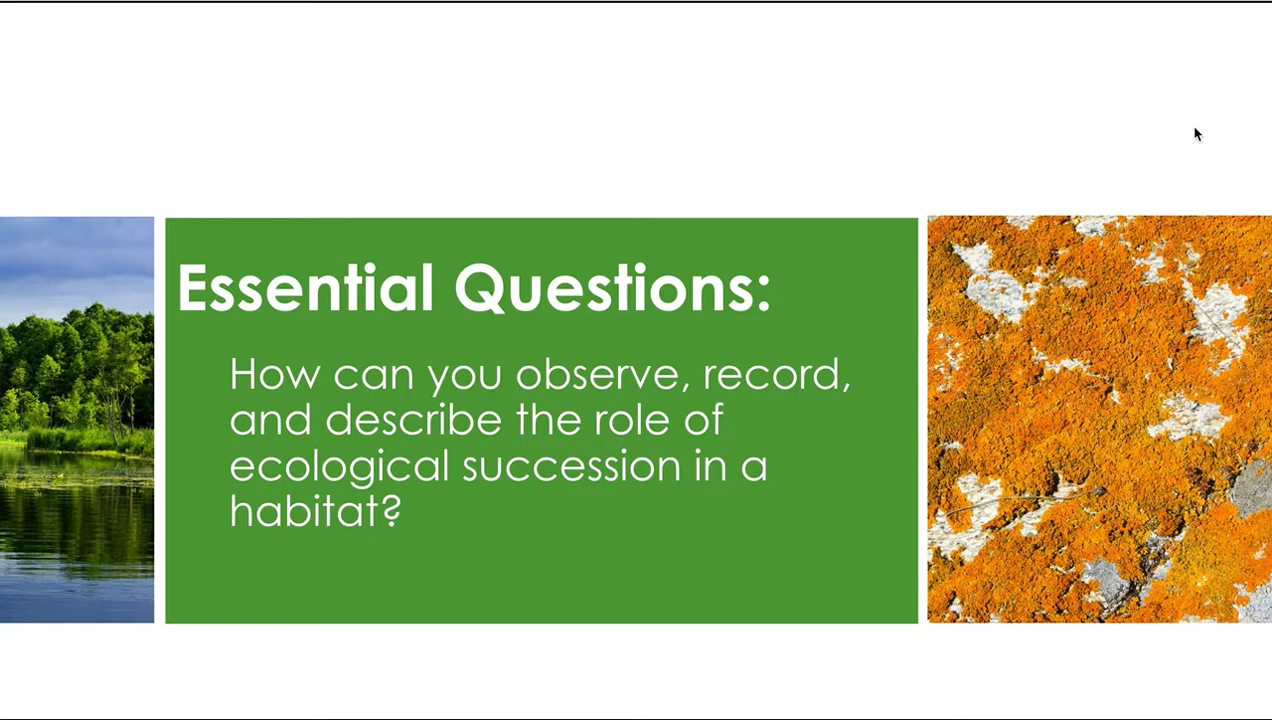 Essential Questions:
How can you observe, record,
and describe the role of
ecological succession in a
habitat?